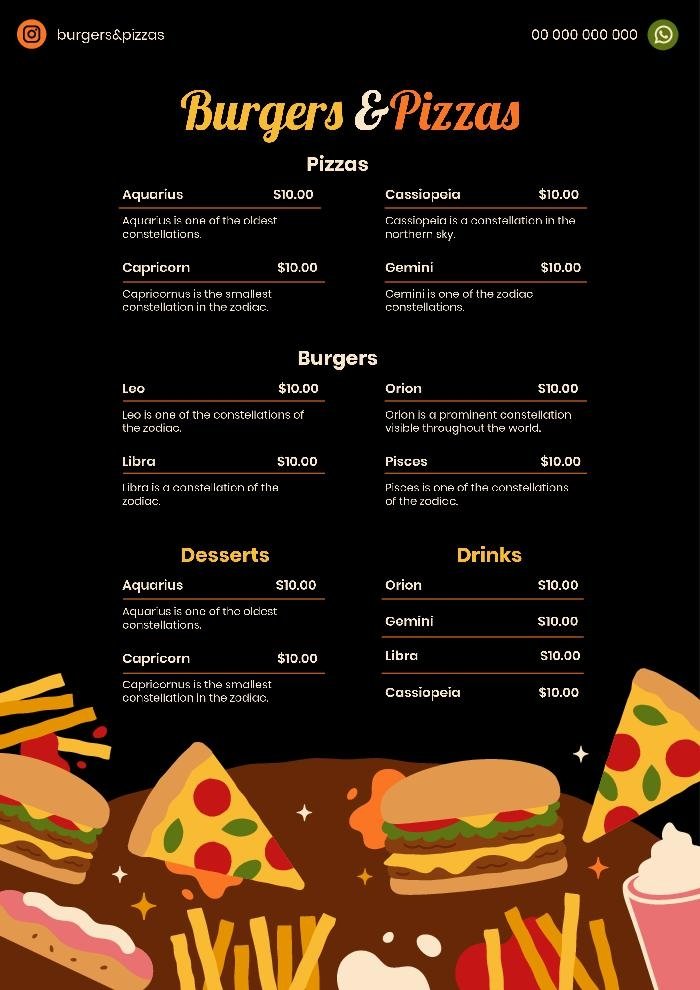 burgers&pizzas
00 000 000 000
Burgers & Pizzas
Pizzas
Aquarius $10.00
Aquarius is one of the oldest
constellations.
Cassiopeia $10.00
Cassiopeia is a constellation in the
northern sky.
Capricorn $10.00
Capricornus is the smallest
constellation in the zodiac.
Gemini $10.00
Gemini is one of the zodiac
constellations.
Burgers
Leo $10.00
Leo is one of the constellations of
the zodiac.
Orion $10.00
Orion is a prominent constellation
visible throughout the world.
Libra $10.00
Libra is a constellation of the
zodiac.
Pisces $10.00
Pisces is one of the constellations
of the zodiac.
Desserts
Aquarius $10.00
Aquarius is one of the oldest
constellations.
Capricorn $10.00
Capricornus is the smallest
constellation in the zodiac.
Drinks
Orion $10.00
Gemini $10.00
Libra $10.00
Cassiopeia $10.00